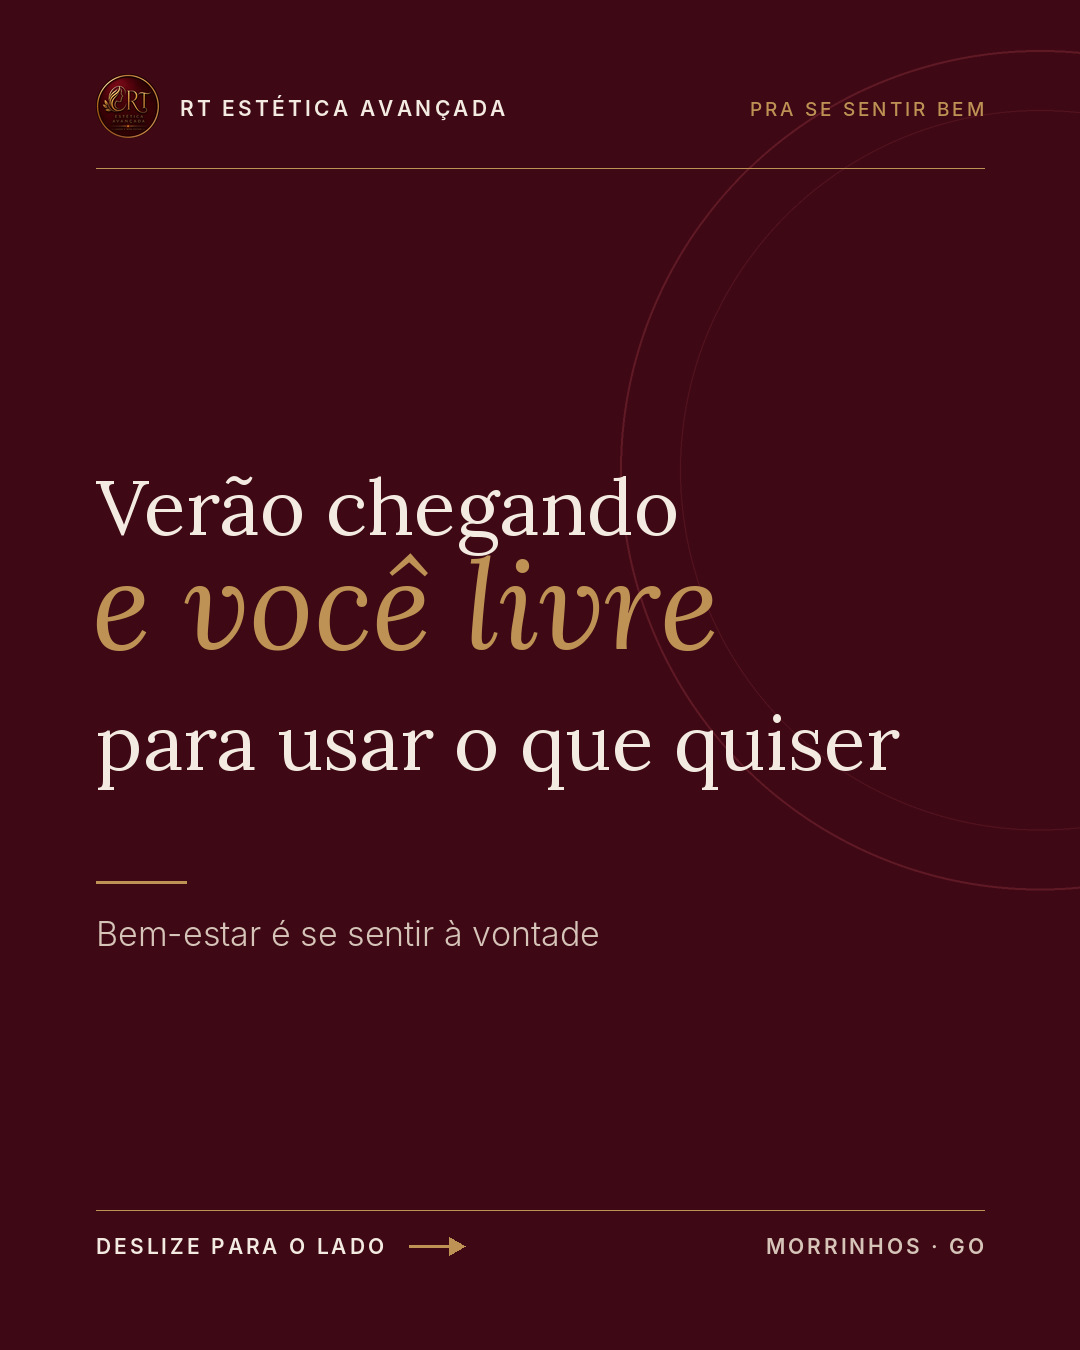 RT ESTÉTICA AVANÇADA
PRA SE SENTIR BEM
Verão chegando
e você livre
para usar o que quiser
Bem-estar é se sentir à vontade
DESLIZE PARA O LADO
MORRINHOS · GO